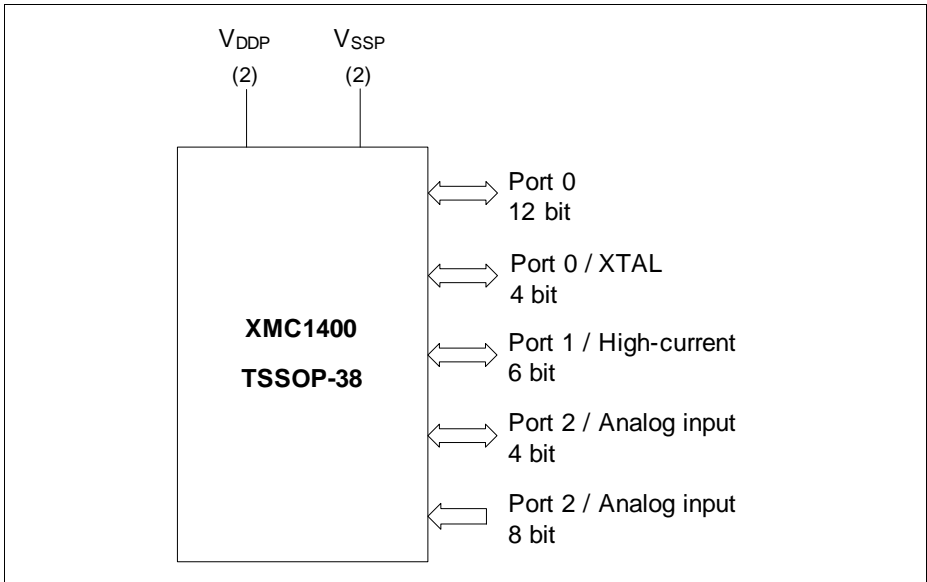 VDDP VSSP
(2) (2)
Port 0
12 bit
Port 0 / XTAL
4 bit
XMC1400
Port 1 / High-current
6 bit
TSSOP-38
Port 2 / Analog input
4 bit
Port 2 / Analog input
8 bit